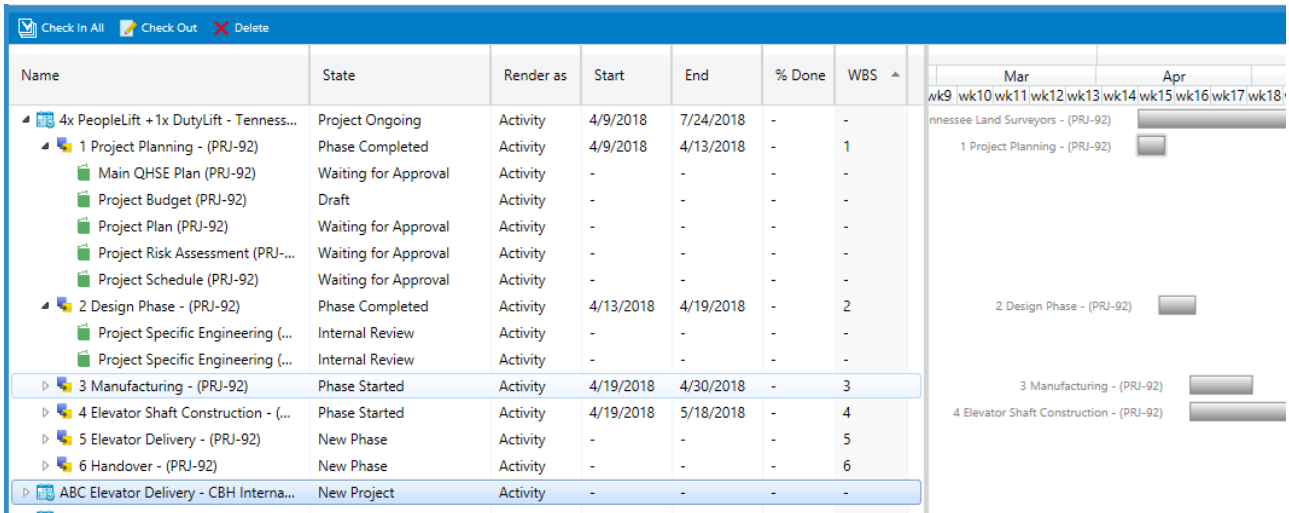 Check In All Check Out Delete
Name State Render as Start End % Done WBS Mar Apr
wk9 wk10 wk11 wk12 wk13 wk14 wk15 wk16 wk17 wk18
4x PeopleLift +1x DutyLift - Tenness... Project Ongoing Activity 4/9/2018 7/24/2018 - - nnessee Land Surveyors - (PRJ-92)
1 Project Planning - (PRJ-92) Phase Completed Activity 4/9/2018 4/13/2018 - 1 1 Project Planning - (PRJ-92)
Main QHSE Plan (PRJ-92) Waiting for Approval Activity - - - -
Project Budget (PRJ-92) Draft Activity - - - -
Project Plan (PRJ-92) Waiting for Approval Activity - - - -
Project Risk Assessment (PRJ-... Waiting for Approval Activity - - - -
Project Schedule (PRJ-92) Waiting for Approval Activity - - - -
2 Design Phase - (PRJ-92) Phase Completed Activity 4/13/2018 4/19/2018 - 2 2 Design Phase - (PRJ-92)
Project Specific Engineering (... Internal Review Activity - - - -
Project Specific Engineering (... Internal Review Activity - - - -
3 Manufacturing - (PRJ-92) Phase Started Activity 4/19/2018 4/30/2018 - 3 3 Manufacturing - (PRJ-92)
4 Elevator Shaft Construction - (... Phase Started Activity 4/19/2018 5/18/2018 - 4 4 Elevator Shaft Construction - (PRJ-92)
5 Elevator Delivery - (PRJ-92) New Phase Activity - - - 5
6 Handover - (PRJ-92) New Phase Activity - - - 6
ABC Elevator Delivery - CBH Interna... New Project Activity - - - -